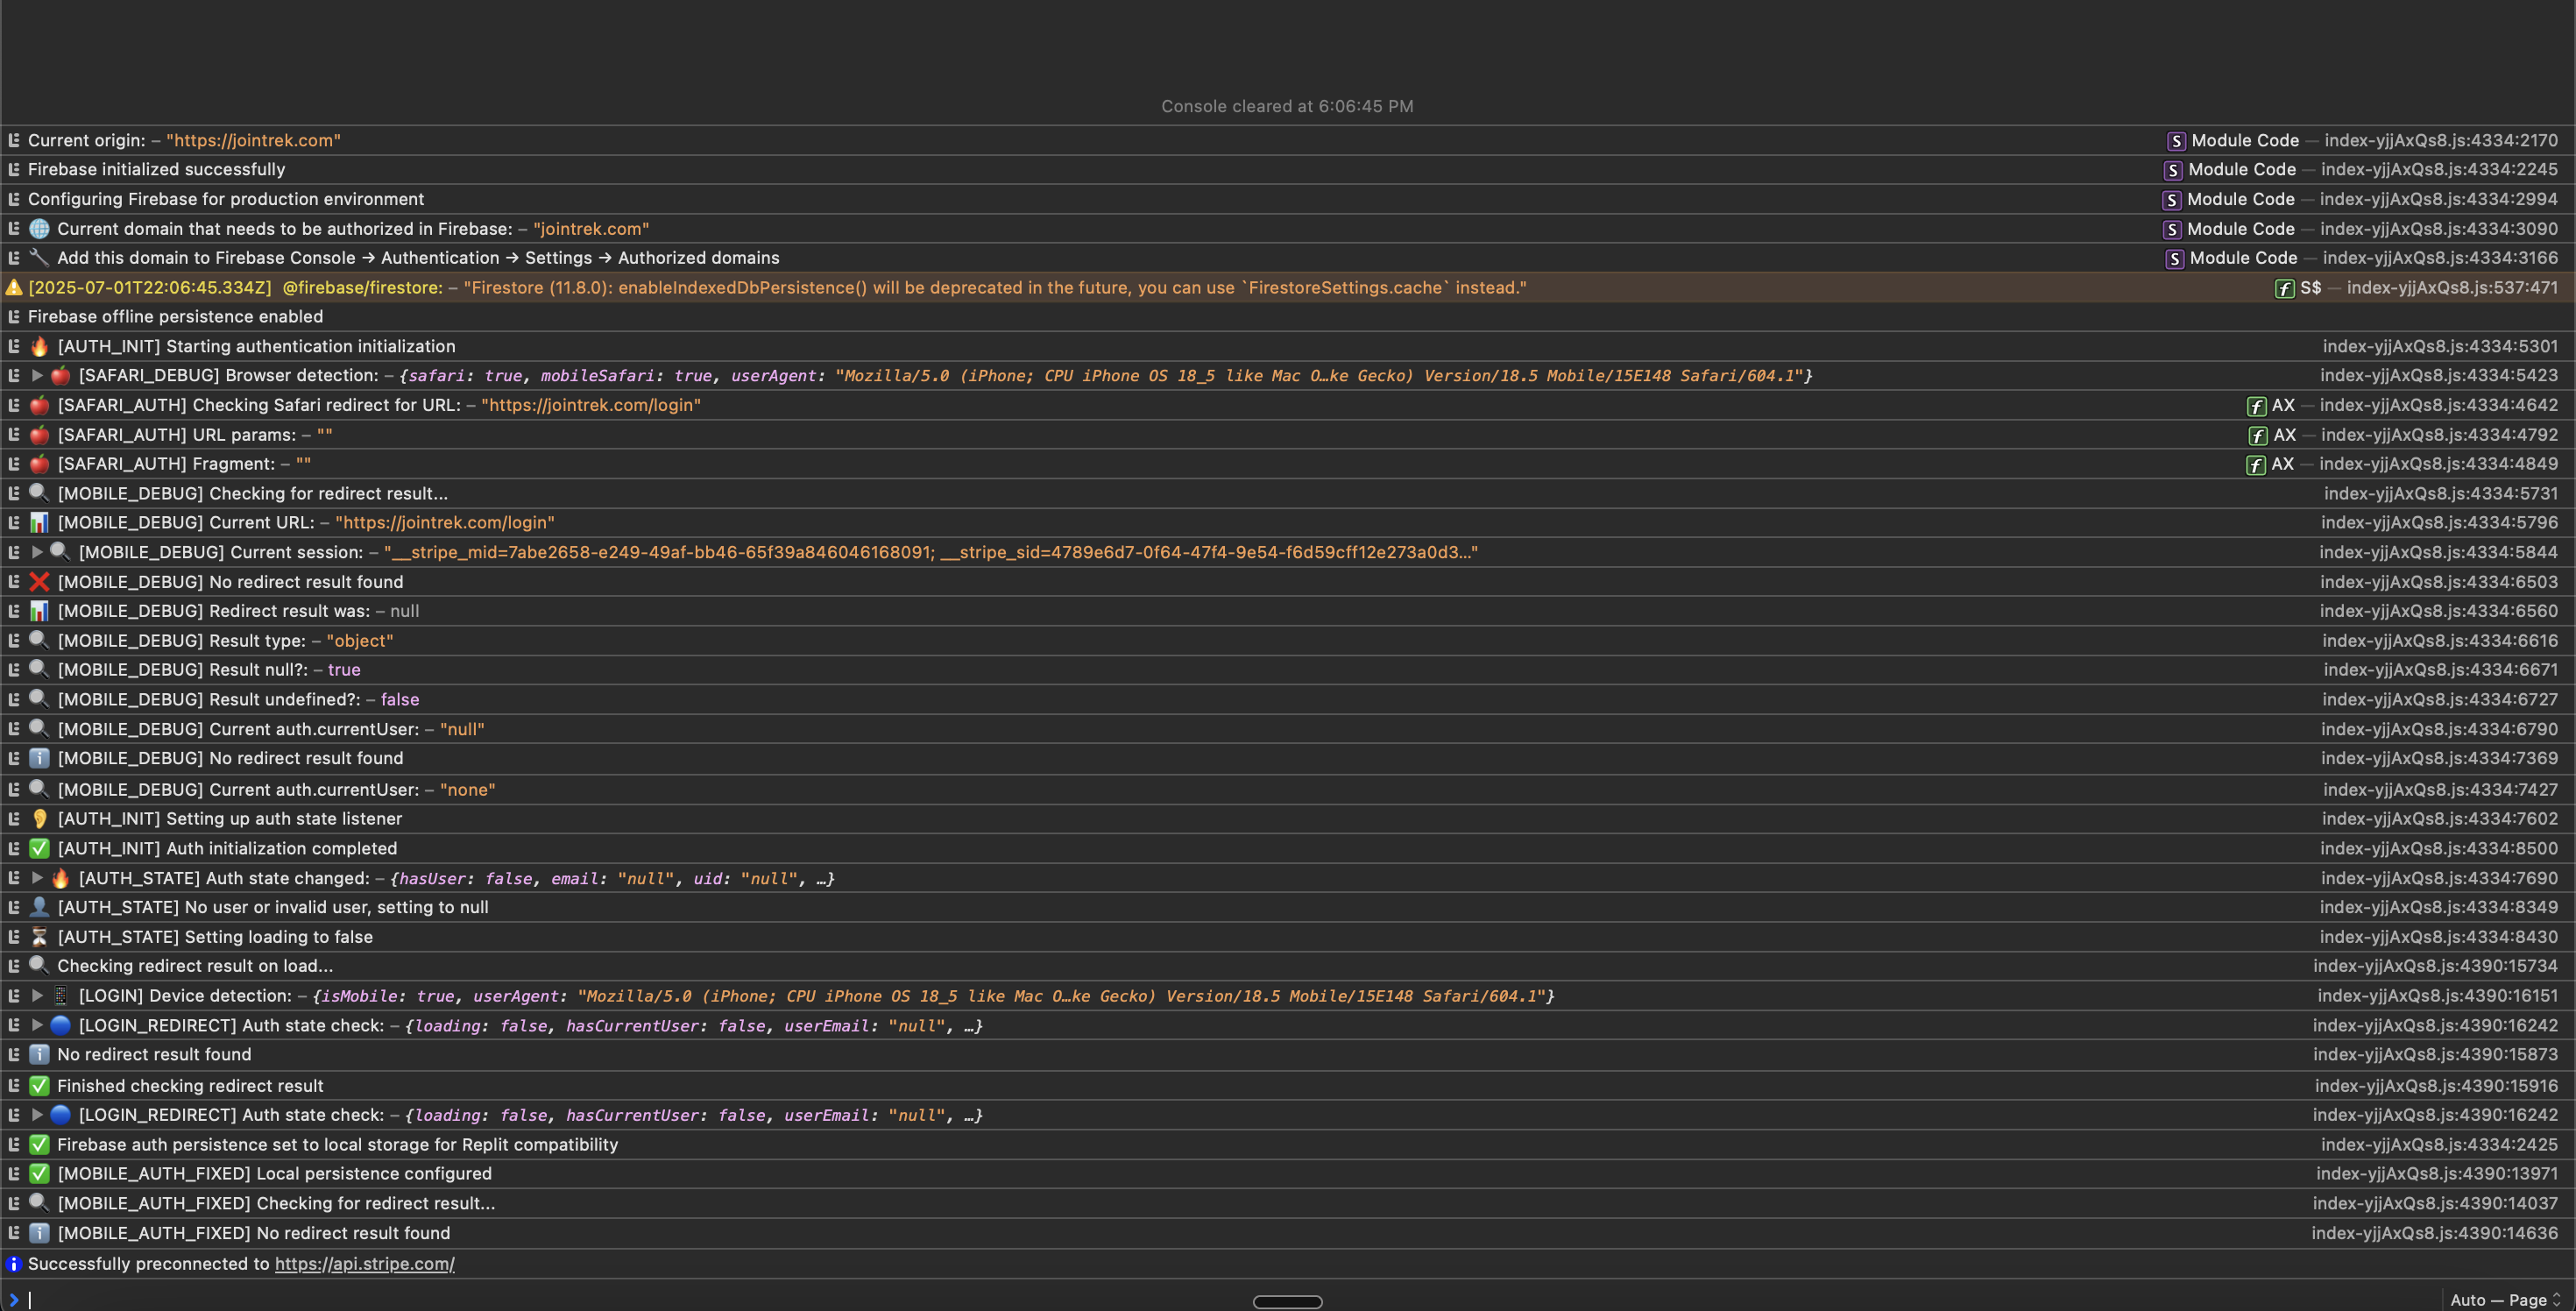 Console cleared at 6:06:45 PM
Current origin: – "https://jointrek.com" S Module Code — index-yjjAxQs8.js:4334:2170
Firebase initialized successfully S Module Code — index-yjjAxQs8.js:4334:2245
Configuring Firebase for production environment S Module Code — index-yjjAxQs8.js:4334:2994
🌐 Current domain that needs to be authorized in Firebase: – "jointrek.com" S Module Code — index-yjjAxQs8.js:4334:3090
🔧 Add this domain to Firebase Console → Authentication → Settings → Authorized domains S Module Code — index-yjjAxQs8.js:4334:3166
[2025-07-01T22:06:45.334Z] @firebase/firestore: – "Firestore (11.8.0): enableIndexedDbPersistence() will be deprecated in the future, you can use `FirestoreSettings.cache` instead." f S$ — index-yjjAxQs8.js:537:471
Firebase offline persistence enabled
🔥 [AUTH_INIT] Starting authentication initialization index-yjjAxQs8.js:4334:5301
🍎 [SAFARI_DEBUG] Browser detection: – {safari: true, mobileSafari: true, userAgent: "Mozilla/5.0 (iPhone; CPU iPhone OS 18_5 like Mac O…ke Gecko) Version/18.5 Mobile/15E148 Safari/604.1"} index-yjjAxQs8.js:4334:5423
🍎 [SAFARI_AUTH] Checking Safari redirect for URL: – "https://jointrek.com/login" f AX — index-yjjAxQs8.js:4334:4642
🍎 [SAFARI_AUTH] URL params: – "" f AX — index-yjjAxQs8.js:4334:4792
🍎 [SAFARI_AUTH] Fragment: – "" f AX — index-yjjAxQs8.js:4334:4849
🔍 [MOBILE_DEBUG] Checking for redirect result... index-yjjAxQs8.js:4334:5731
📊 [MOBILE_DEBUG] Current URL: – "https://jointrek.com/login" index-yjjAxQs8.js:4334:5796
🔍 [MOBILE_DEBUG] Current session: – "__stripe_mid=7abe2658-e249-49af-bb46-65f39a846046168091; __stripe_sid=4789e6d7-0f64-47f4-9e54-f6d59cff12e273a0d3…" index-yjjAxQs8.js:4334:5844
❌ [MOBILE_DEBUG] No redirect result found index-yjjAxQs8.js:4334:6503
📊 [MOBILE_DEBUG] Redirect result was: – null index-yjjAxQs8.js:4334:6560
🔍 [MOBILE_DEBUG] Result type: – "object" index-yjjAxQs8.js:4334:6616
🔍 [MOBILE_DEBUG] Result null?: – true index-yjjAxQs8.js:4334:6671
🔍 [MOBILE_DEBUG] Result undefined?: – false index-yjjAxQs8.js:4334:6727
🔍 [MOBILE_DEBUG] Current auth.currentUser: – "null" index-yjjAxQs8.js:4334:6790
ℹ️ [MOBILE_DEBUG] No redirect result found index-yjjAxQs8.js:4334:7369
🔍 [MOBILE_DEBUG] Current auth.currentUser: – "none" index-yjjAxQs8.js:4334:7427
👂 [AUTH_INIT] Setting up auth state listener index-yjjAxQs8.js:4334:7602
✅ [AUTH_INIT] Auth initialization completed index-yjjAxQs8.js:4334:8500
🔥 [AUTH_STATE] Auth state changed: – {hasUser: false, email: "null", uid: "null", …} index-yjjAxQs8.js:4334:7690
👤 [AUTH_STATE] No user or invalid user, setting to null index-yjjAxQs8.js:4334:8349
⏳ [AUTH_STATE] Setting loading to false index-yjjAxQs8.js:4334:8430
🔍 Checking redirect result on load... index-yjjAxQs8.js:4390:15734
📱 [LOGIN] Device detection: – {isMobile: true, userAgent: "Mozilla/5.0 (iPhone; CPU iPhone OS 18_5 like Mac O…ke Gecko) Version/18.5 Mobile/15E148 Safari/604.1"} index-yjjAxQs8.js:4390:16151
🔵 [LOGIN_REDIRECT] Auth state check: – {loading: false, hasCurrentUser: false, userEmail: "null", …} index-yjjAxQs8.js:4390:16242
ℹ️ No redirect result found index-yjjAxQs8.js:4390:15873
✅ Finished checking redirect result index-yjjAxQs8.js:4390:15916
🔵 [LOGIN_REDIRECT] Auth state check: – {loading: false, hasCurrentUser: false, userEmail: "null", …} index-yjjAxQs8.js:4390:16242
✅ Firebase auth persistence set to local storage for Replit compatibility index-yjjAxQs8.js:4334:2425
✅ [MOBILE_AUTH_FIXED] Local persistence configured index-yjjAxQs8.js:4390:13971
🔍 [MOBILE_AUTH_FIXED] Checking for redirect result... index-yjjAxQs8.js:4390:14037
ℹ️ [MOBILE_AUTH_FIXED] No redirect result found index-yjjAxQs8.js:4390:14636
Successfully preconnected to https://api.stripe.com/
Auto — Page